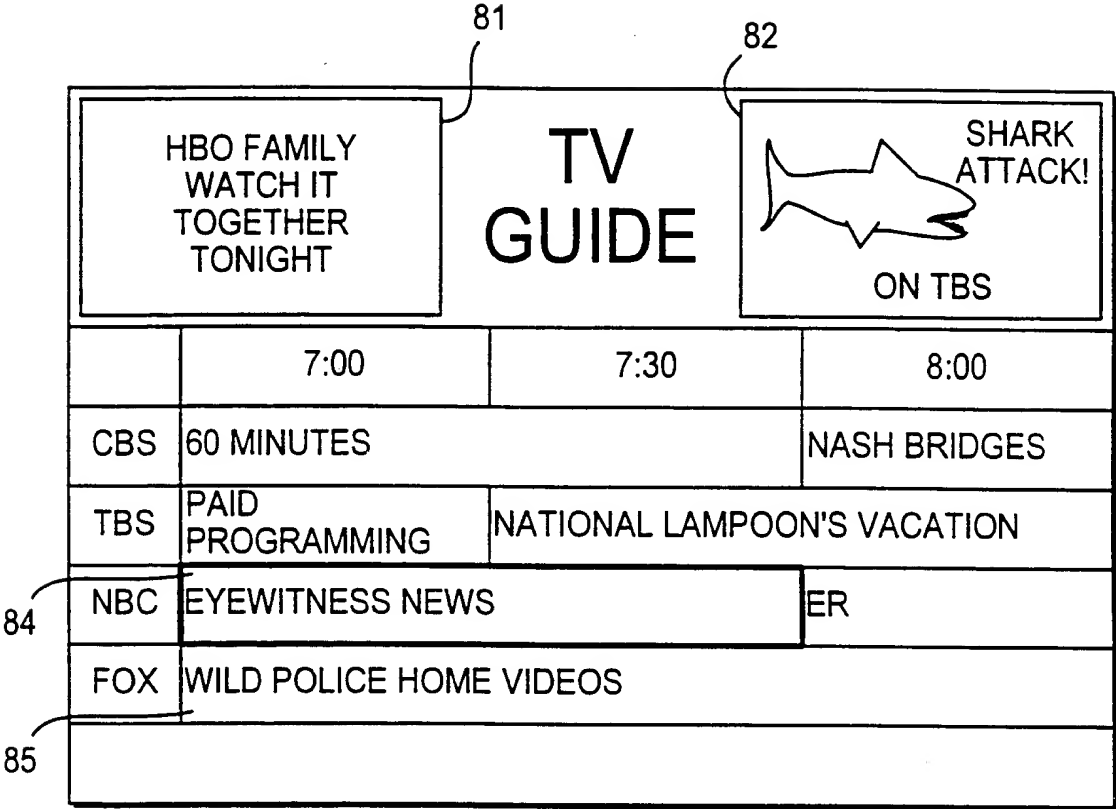 81
82
HBO FAMILY
WATCH IT
TOGETHER
TONIGHT
TV
GUIDE
SHARK
ATTACK!
ON TBS
7:00 7:30 8:00
CBS 60 MINUTES NASH BRIDGES
TBS PAID
PROGRAMMING NATIONAL LAMPOON'S VACATION
84 NBC EYEWITNESS NEWS ER
FOX WILD POLICE HOME VIDEOS
85